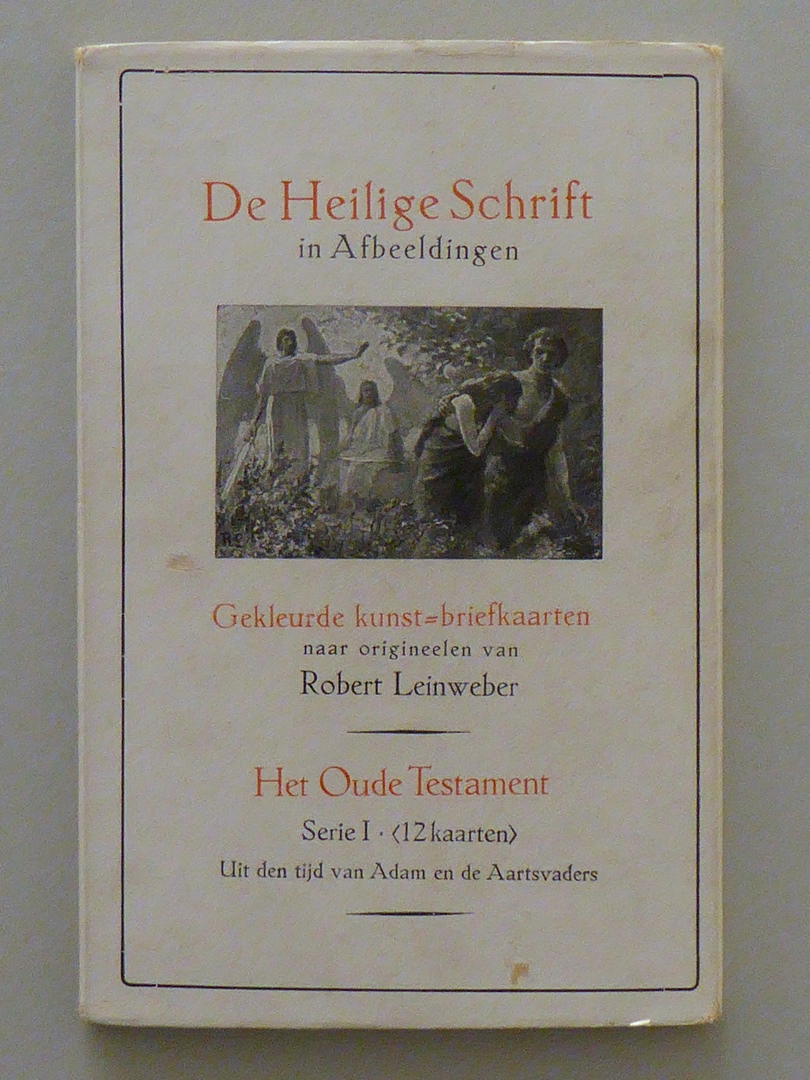 De Heilige Schrift
in Afbeeldingen
R L
Gekleurde kunst=briefkaarten
naar origineelen van
Robert Leinweber
Het Oude Testament
Serie I · <12 kaarten>
Uit den tijd van Adam en de Aartsvaders